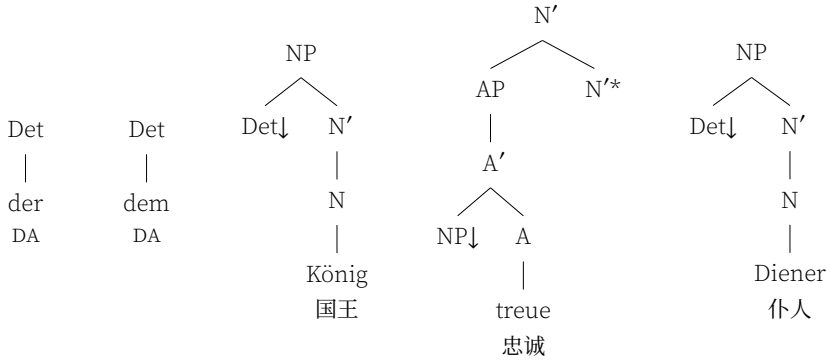 N′
NP NP
AP N′*
Det Det Det↓ N′ Det↓ N′
A′
der dem N N
DA DA NP↓ A
König Diener
国王 treue 仆人
忠诚